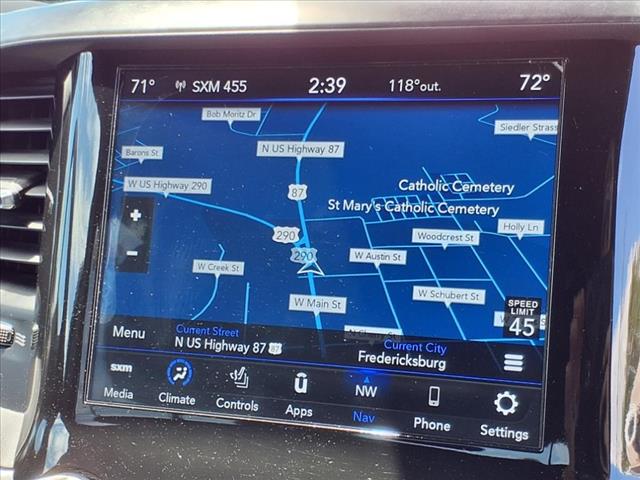 71° SXM 455 2:39 118°out. 72°
Bob Moritz Dr
Siedler Strass
Barons St
N US Highway 87
W US Highway 290
87
Catholic Cemetery
St Mary's Catholic Cemetery
Holly Ln
290
Woodcrest St
290
W Austin St
W Creek St
W Schubert St
W Main St
SPEED
LIMIT
45
Menu
Current Street
N US Highway 87 87
Current City
Fredericksburg
sxm
Media
Climate
Controls
u
Apps
NW
Nav
Phone
Settings